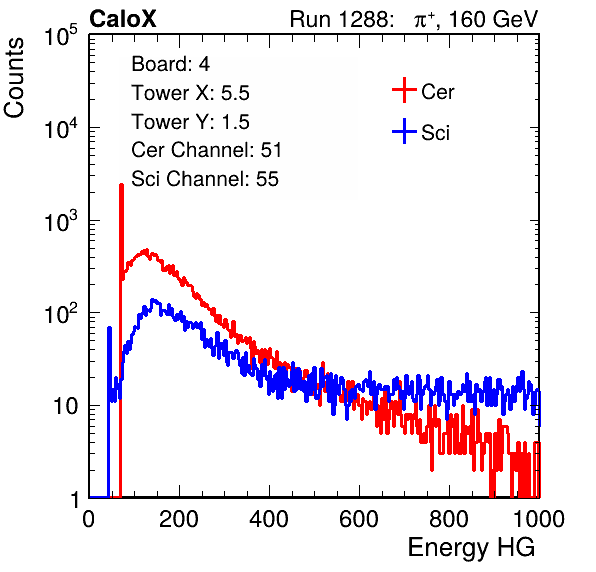 CaloX Run 1288: π⁺, 160 GeV
Counts
10⁵
10⁴
10³
10²
10
1
Board: 4
Tower X: 5.5
Tower Y: 1.5
Cer Channel: 51
Sci Channel: 55
Cer
Sci
0 200 400 600 800 1000
Energy HG